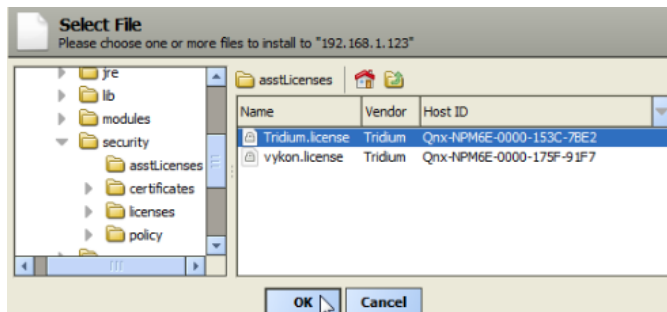 Select File
Please choose one or more files to install to "192.168.1.123"
jre
lib
modules
security
asstLicenses
certificates
licenses
policy
asstLicenses
Name Vendor Host ID
Tridium.license Tridium Qnx-NPM6E-0000-153C-7BE2
vykon.license Tridium Qnx-NPM6E-0000-175F-91F7
OK Cancel